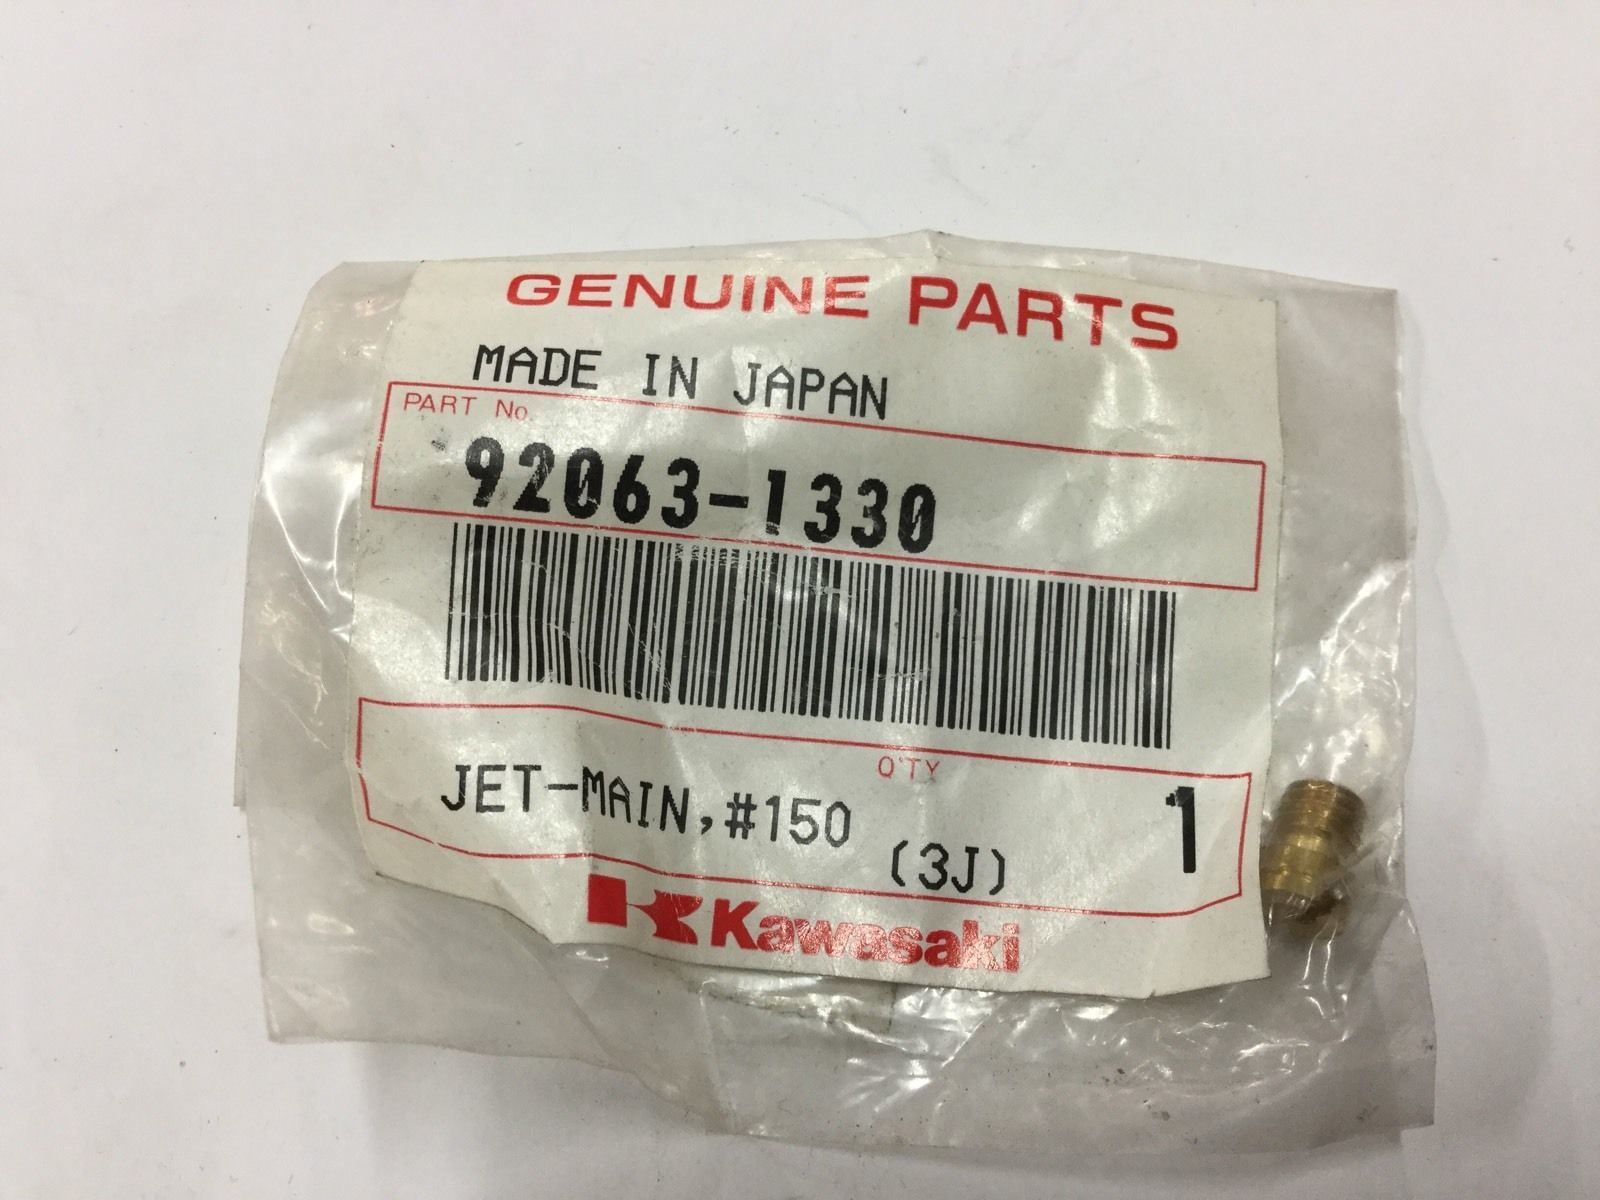 GENUINE PARTS
MADE IN JAPAN
PART No.
92063-1330
Q'TY
JET-MAIN,#150 1
(3J)
Kawasaki